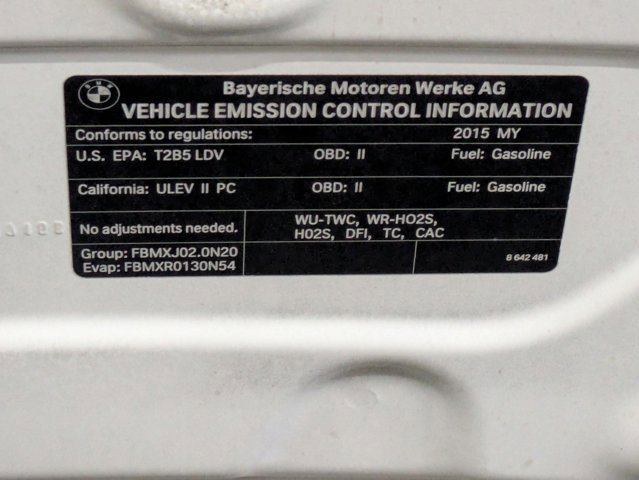 BMW
Bayerische Motoren Werke AG
VEHICLE EMISSION CONTROL INFORMATION
Conforms to regulations: 2015 MY
U.S. EPA: T2B5 LDV OBD: II Fuel: Gasoline
California: ULEV II PC OBD: II Fuel: Gasoline
No adjustments needed.
WU-TWC, WR-HO2S,
HO2S, DFI, TC, CAC
Group: FBMXJ02.0N20
Evap: FBMXR0130N54
8 642 481